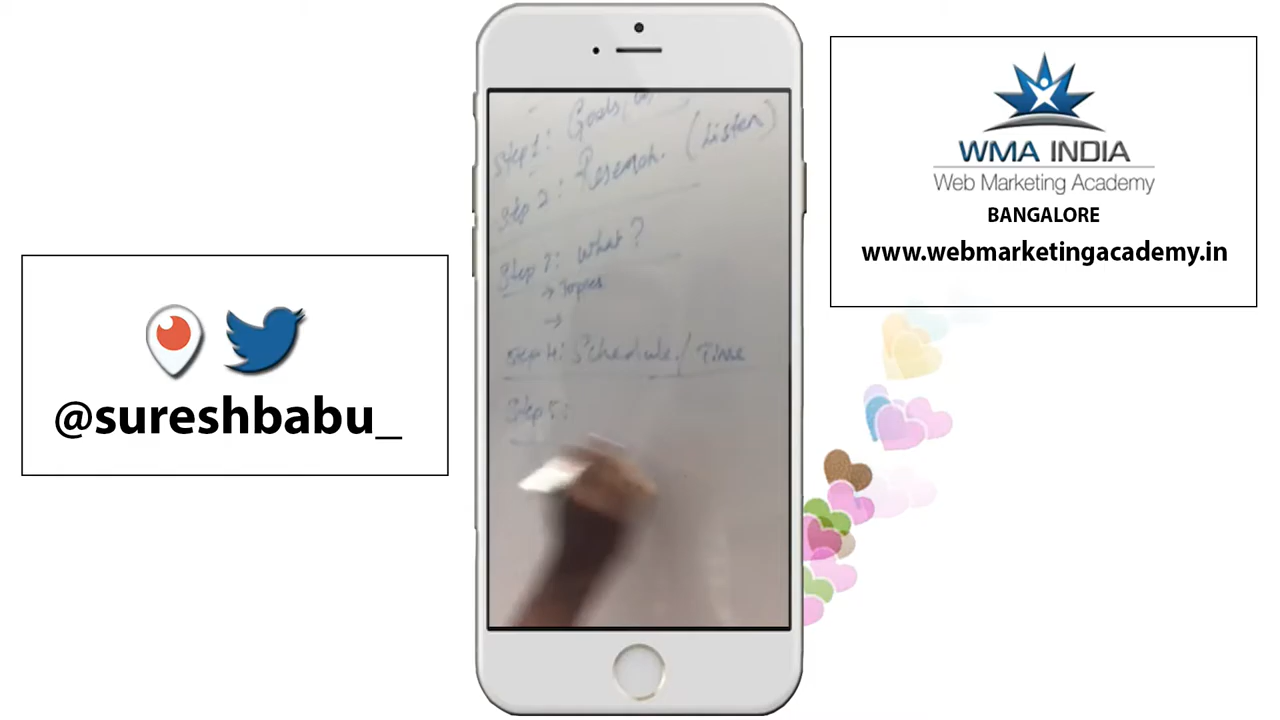 Step 1: Goals
Step 2: Research. (Listen)
Step 3: What?
→ Topics
→
Step 4: Schedule / Time
Step 5:
@sureshbabu_
WMA INDIA
Web Marketing Academy
BANGALORE
www.webmarketingacademy.in